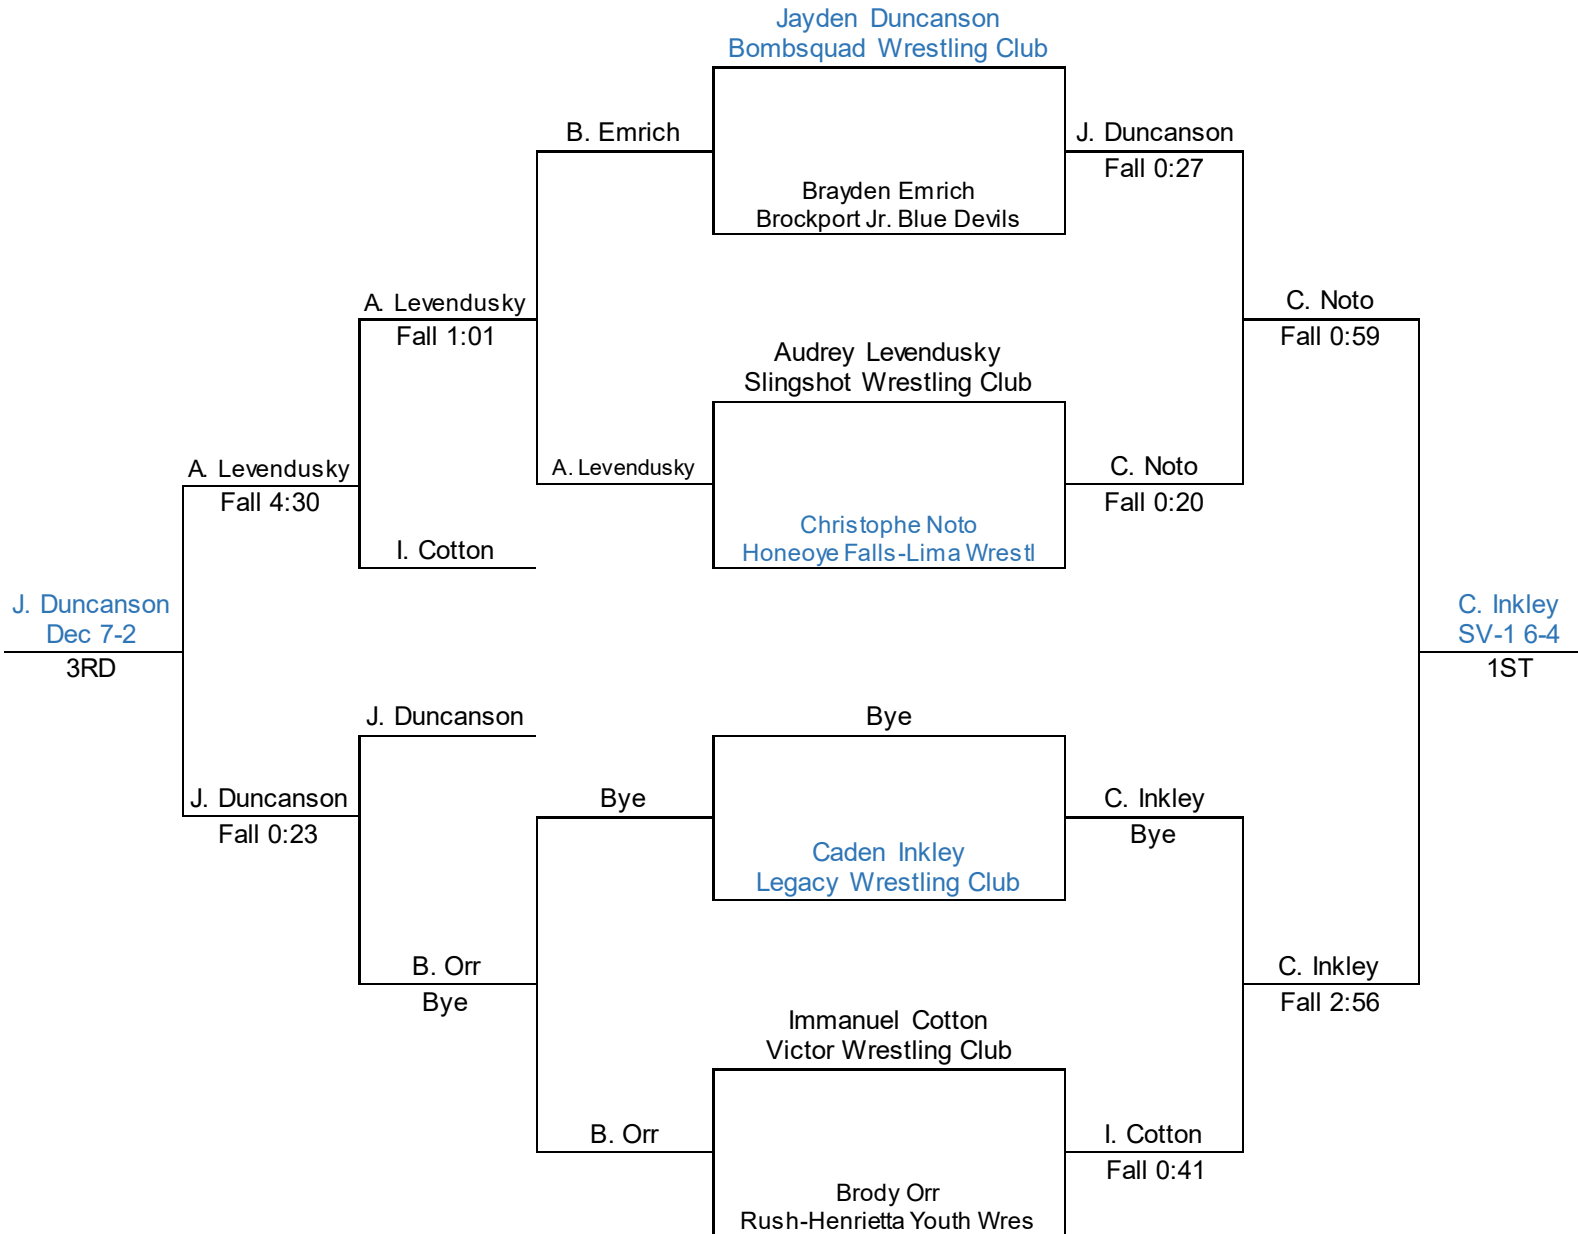 Jayden Duncanson
Bombsquad Wrestling Club
B. Emrich
J. Duncanson
Fall 0:27
Brayden Emrich
Brockport Jr. Blue Devils
A. Levendusky
Fall 1:01
C. Noto
Fall 0:59
Audrey Levendusky
Slingshot Wrestling Club
A. Levendusky
Fall 4:30
A. Levendusky
C. Noto
Fall 0:20
Christophe Noto
Honeoye Falls-Lima Wrestl
I. Cotton
J. Duncanson
Dec 7-2
3RD
C. Inkley
SV-1 6-4
1ST
J. Duncanson
Bye
J. Duncanson
Fall 0:23
Bye
C. Inkley
Bye
Caden Inkley
Legacy Wrestling Club
B. Orr
Bye
C. Inkley
Fall 2:56
Immanuel Cotton
Victor Wrestling Club
B. Orr
I. Cotton
Fall 0:41
Brody Orr
Rush-Henrietta Youth Wres